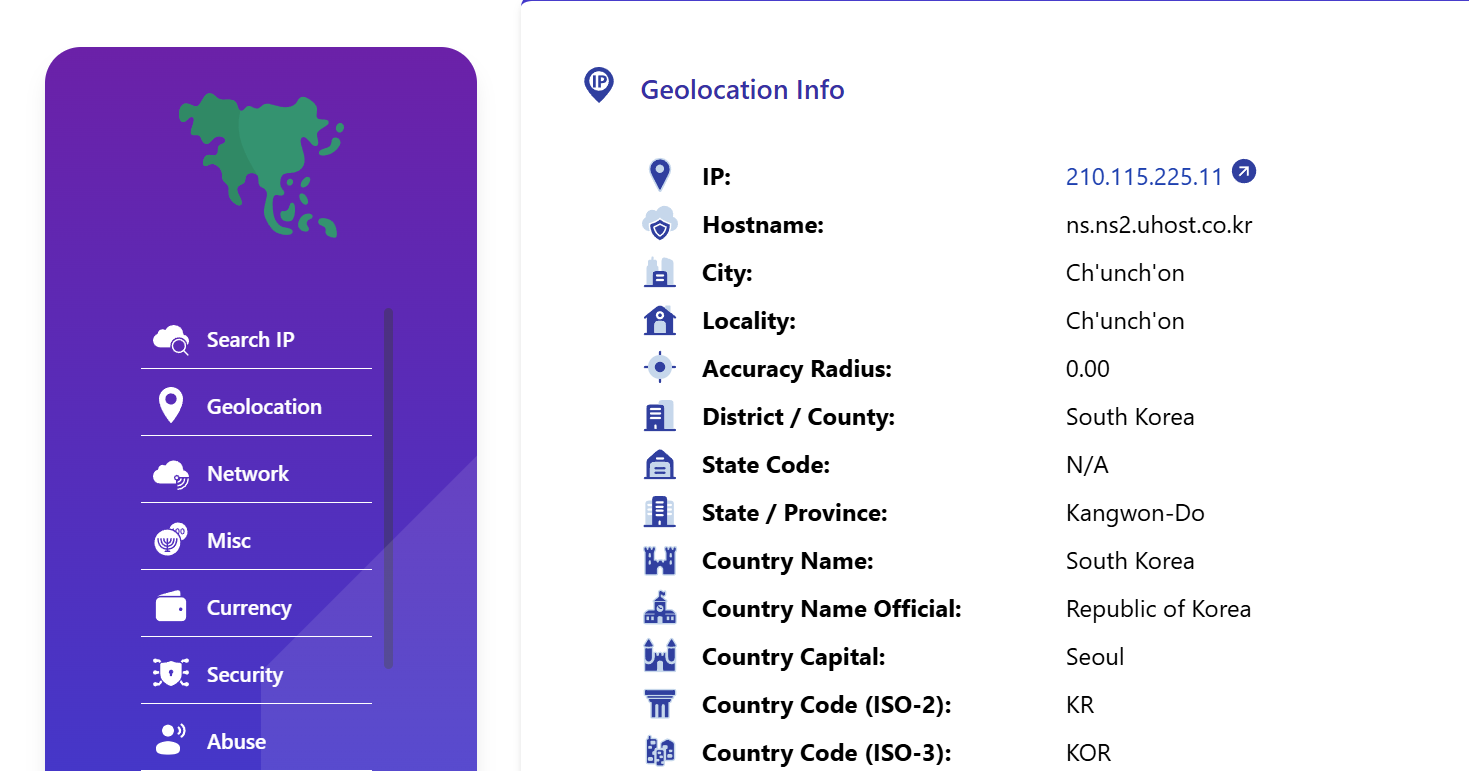 Search IP
Geolocation
Network
Misc
Currency
Security
Abuse
IP
Geolocation Info
IP: 210.115.225.11
Hostname: ns.ns2.uhost.co.kr
City: Ch'unch'on
Locality: Ch'unch'on
Accuracy Radius: 0.00
District / County: South Korea
State Code: N/A
State / Province: Kangwon-Do
Country Name: South Korea
Country Name Official: Republic of Korea
Country Capital: Seoul
Country Code (ISO-2): KR
Country Code (ISO-3): KOR